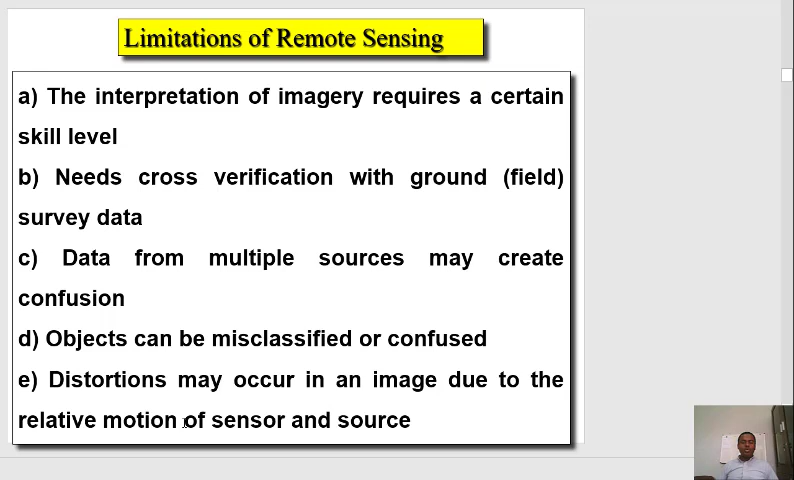 Limitations of Remote Sensing
a) The interpretation of imagery requires a certain
skill level
b) Needs cross verification with ground (field)
survey data
c) Data from multiple sources may create
confusion
d) Objects can be misclassified or confused
e) Distortions may occur in an image due to the
relative motion of sensor and source